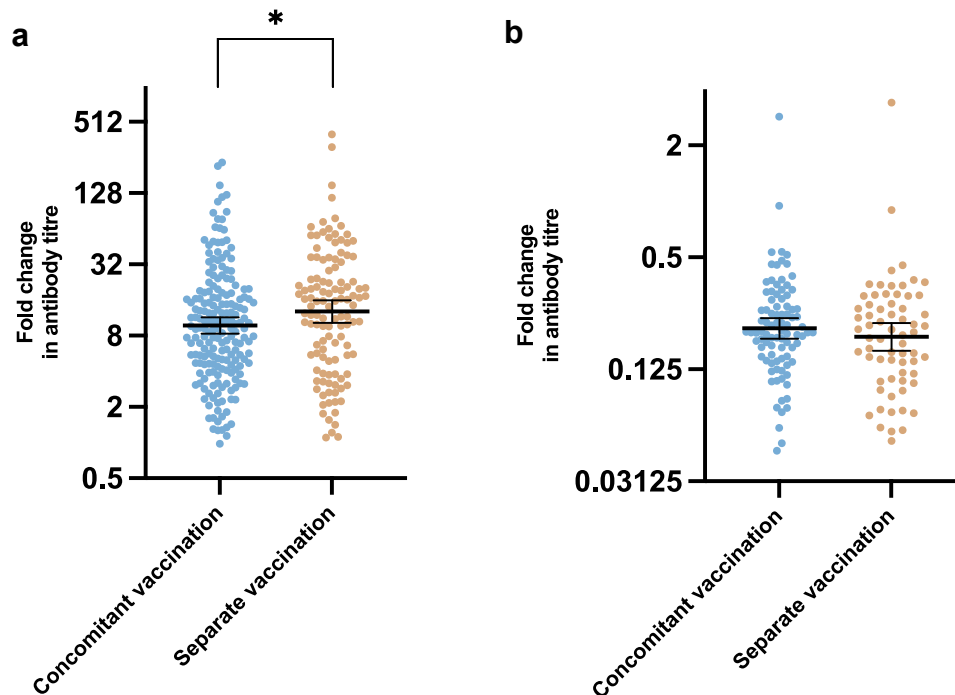 a
*
Fold change
in antibody titre
512
128
32
8
2
0.5
Concomitant vaccination
Separate vaccination
b
Fold change
in antibody titre
2
0.5
0.125
0.03125
Concomitant vaccination
Separate vaccination